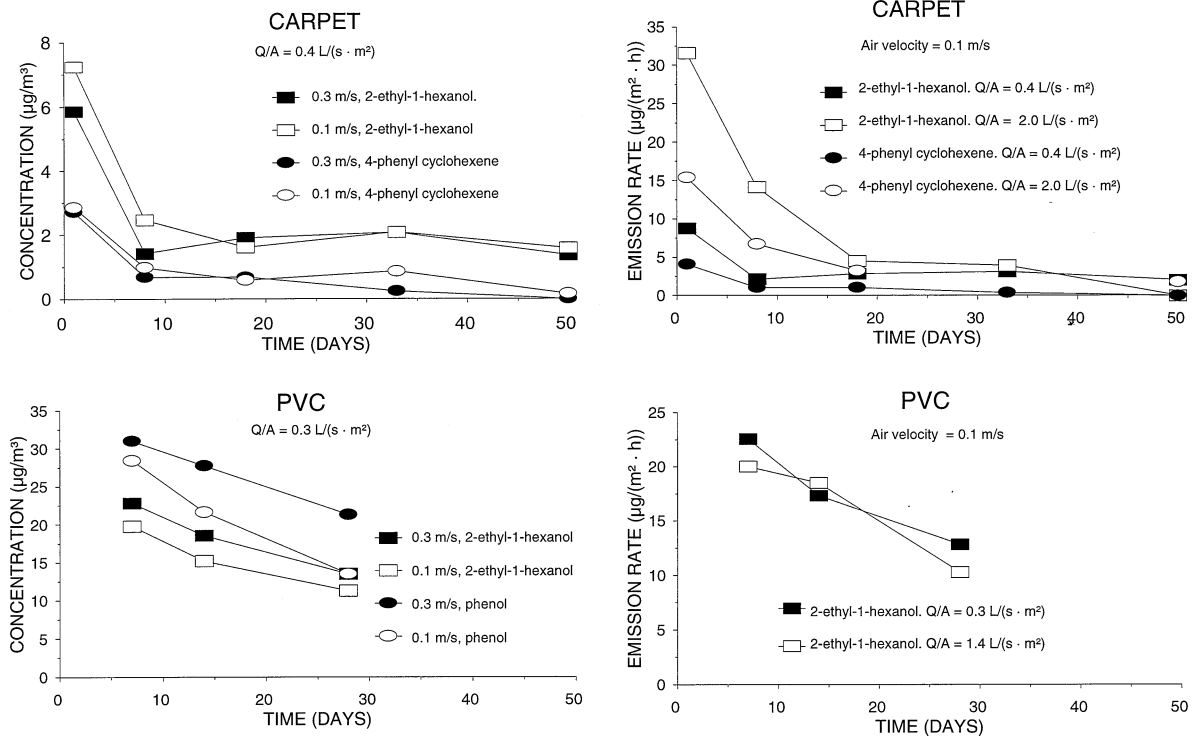 CARPET
Q/A = 0.4 L/(s · m²)
CONCENTRATION (µg/m³)
8
6
4
2
0
0.3 m/s, 2-ethyl-1-hexanol.
0.1 m/s, 2-ethyl-1-hexanol
0.3 m/s, 4-phenyl cyclohexene
0.1 m/s, 4-phenyl cyclohexene
0 10 20 30 40 50
TIME (DAYS)
CARPET
Air velocity = 0.1 m/s
EMISSION RATE (µg/(m² · h))
35
30
25
20
15
10
5
0
2-ethyl-1-hexanol. Q/A = 0.4 L/(s · m²)
2-ethyl-1-hexanol. Q/A = 2.0 L/(s · m²)
4-phenyl cyclohexene. Q/A = 0.4 L/(s · m²)
4-phenyl cyclohexene. Q/A = 2.0 L/(s · m²)
0 10 20 30 40 50
TIME (DAYS)
PVC
Q/A = 0.3 L/(s · m²)
CONCENTRATION (µg/m³)
35
30
25
20
15
10
5
0
0.3 m/s, 2-ethyl-1-hexanol
0.1 m/s, 2-ethyl-1-hexanol
0.3 m/s, phenol
0.1 m/s, phenol
0 10 20 30 40 50
TIME (DAYS)
PVC
Air velocity = 0.1 m/s
EMISSION RATE (µg/(m² · h))
25
20
15
10
5
0
2-ethyl-1-hexanol. Q/A = 0.3 L/(s · m²)
2-ethyl-1-hexanol. Q/A = 1.4 L/(s · m²)
0 10 20 30 40 50
TIME (DAYS)